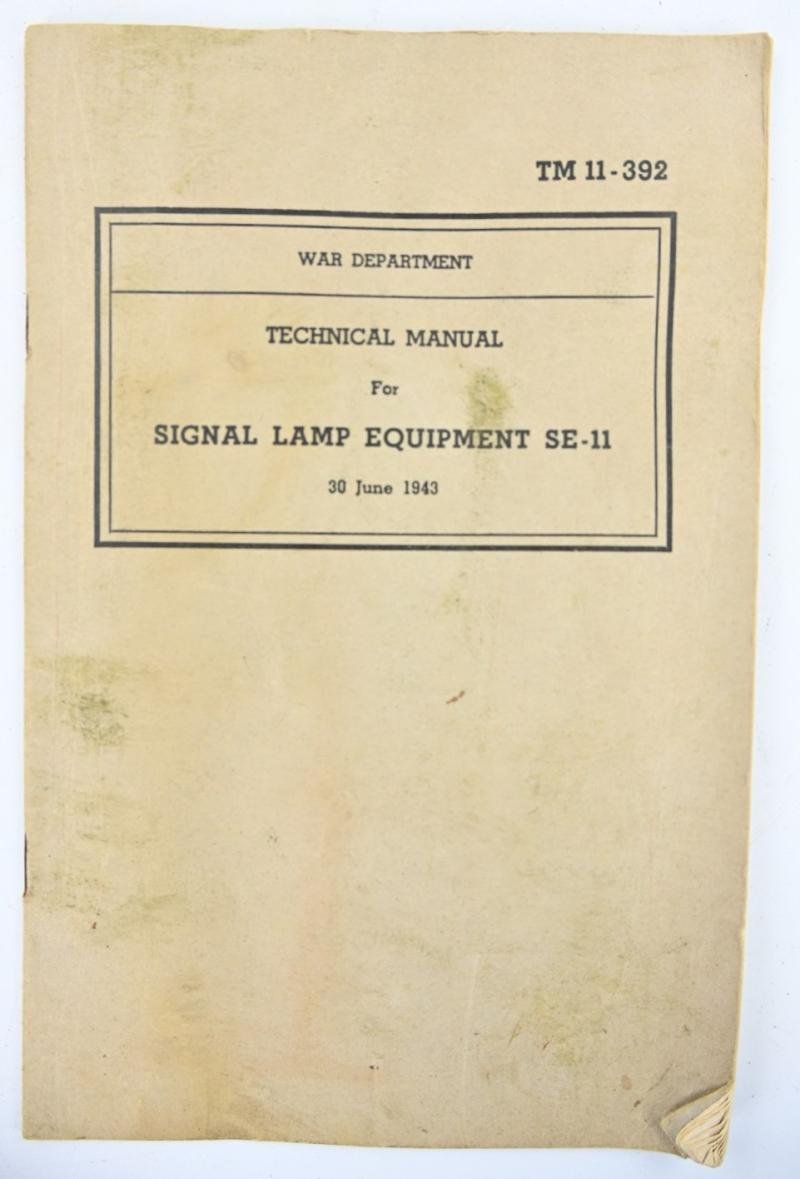 TM 11-392
WAR DEPARTMENT
TECHNICAL MANUAL
For
SIGNAL LAMP EQUIPMENT SE-11
30 June 1943